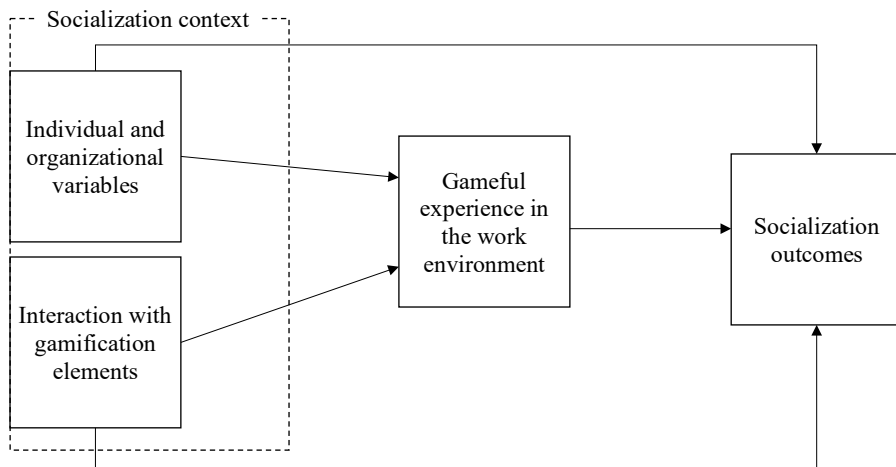 Socialization context
Individual and
organizational
variables
Gameful
experience in
the work
environment
Socialization
outcomes
Interaction with
gamification
elements